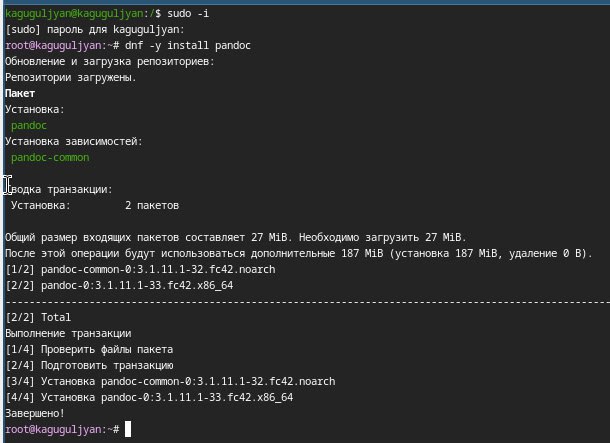 kaguguljyan@kaguguljyan:/$ sudo -i
[sudo] пароль для kaguguljyan:
root@kaguguljyan:~# dnf -y install pandoc
Обновление и загрузка репозиториев:
Репозитории загружены.
Пакет
Установка:
pandoc
Установка зависимостей:
pandoc-common
водка транзакции:
Установка: 2 пакетов
Общий размер входящих пакетов составляет 27 MiB. Необходимо загрузить 27 MiB.
После этой операции будут использоваться дополнительные 187 MiB (установка 187 MiB, удаление 0 B).
[1/2] pandoc-common-0:3.1.11.1-32.fc42.noarch
[2/2] pandoc-0:3.1.11.1-33.fc42.x86_64
--------------------------------------------------------------------------------
[2/2] Total
Выполнение транзакции
[1/4] Проверить файлы пакета
[2/4] Подготовить транзакцию
[3/4] Установка pandoc-common-0:3.1.11.1-32.fc42.noarch
[4/4] Установка pandoc-0:3.1.11.1-33.fc42.x86_64
Завершено!
root@kaguguljyan:~#